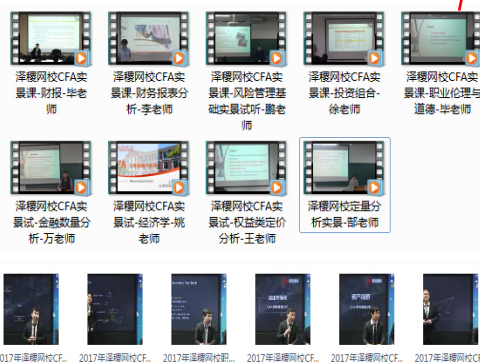 泽稷网校CFA实
景课-财报-毕老
师
泽稷网校CFA实
景课-财务报表分
析-李老师
泽稷网校CFA实
景课-风险管理基
础实景试听-鹏老
师
泽稷网校CFA实
景课-投资组合-
徐老师
泽稷网校CFA实
景课-职业伦理与
道德-毕老师
泽稷网校CFA实
景试-金融数量分
析-万老师
泽稷网校CFA实
景试-经济学-姚
老师
泽稷网校CFA实
景试-权益类定价
分析-王老师
泽稷网校定量分
析实景-部老师
2017年泽稷网校CF...
2017年泽稷网校CF...
2017年泽稷网校职...
2017年泽稷网校CF...
2017年泽稷网校CF...
2017年泽稷网校CF...